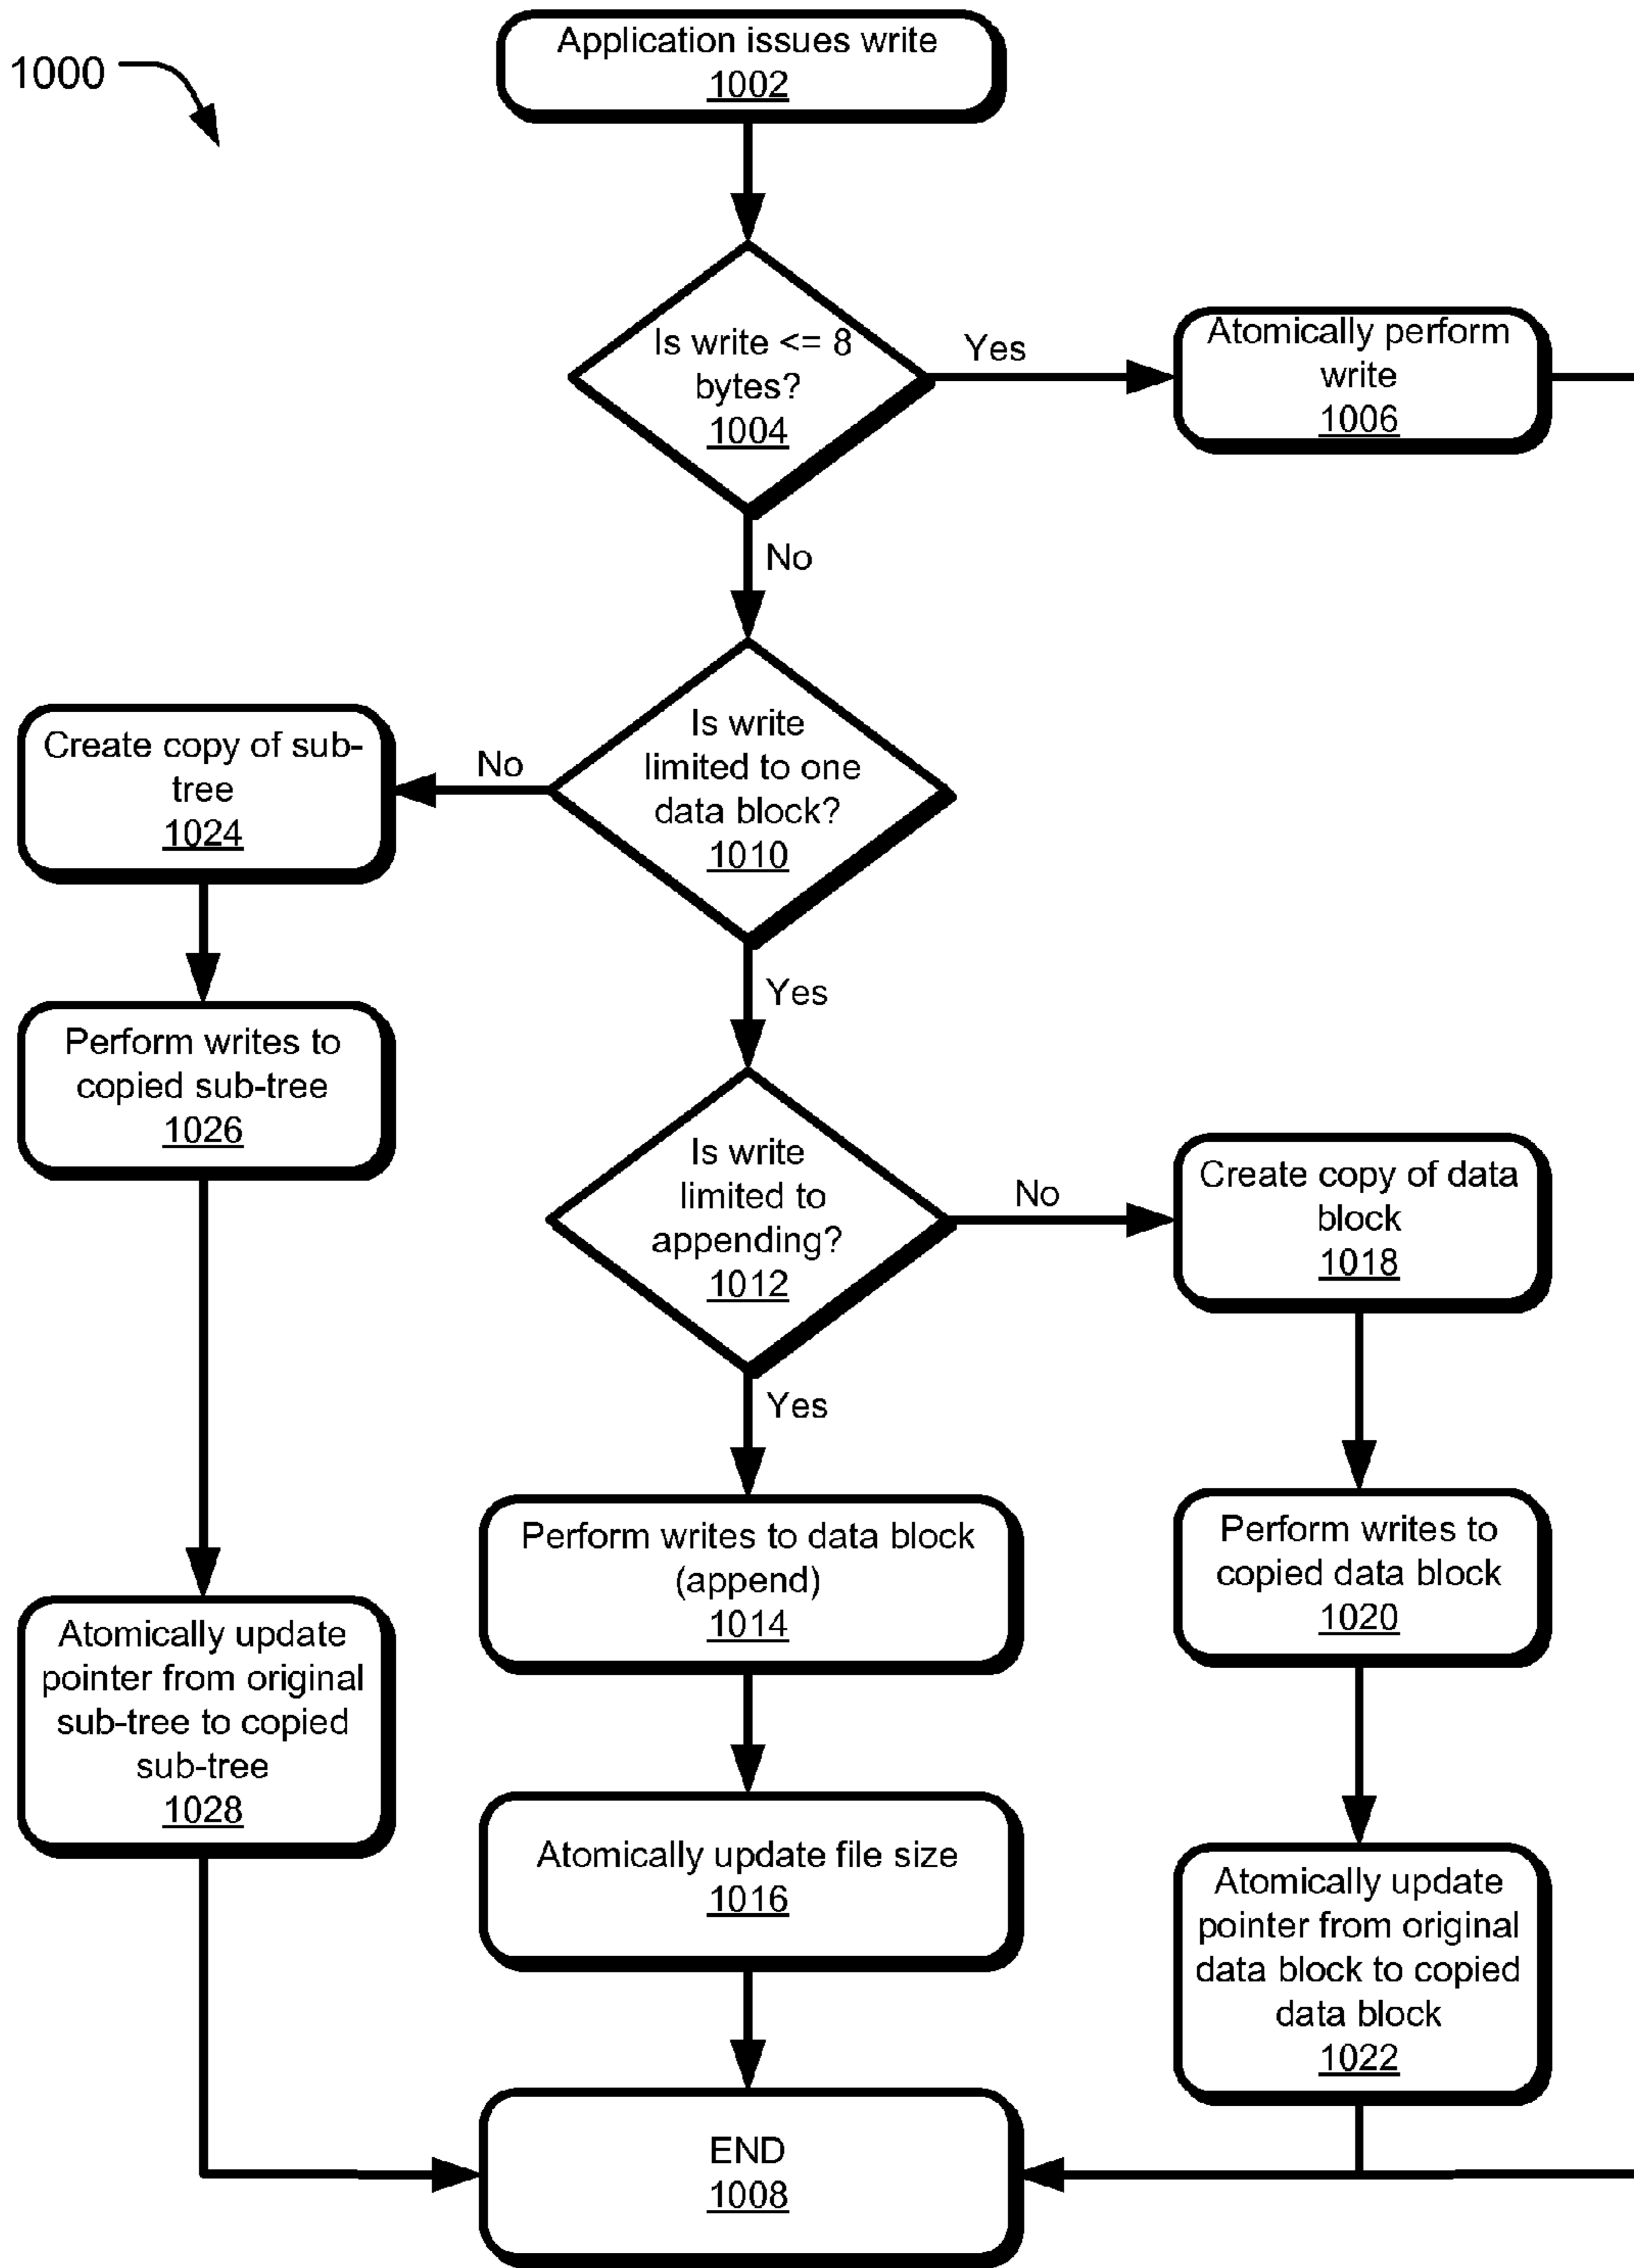 1000
Application issues write
1002
Is write <= 8
bytes?
1004
Yes
Atomically perform
write
1006
No
Is write
limited to one
data block?
1010
No
Create copy of sub-
tree
1024
Yes
Perform writes to
copied sub-tree
1026
Is write
limited to
appending?
1012
No
Create copy of data
block
1018
Yes
Perform writes to data block
(append)
1014
Perform writes to
copied data block
1020
Atomically update
pointer from original
sub-tree to copied
sub-tree
1028
Atomically update file size
1016
Atomically update
pointer from original
data block to copied
data block
1022
END
1008